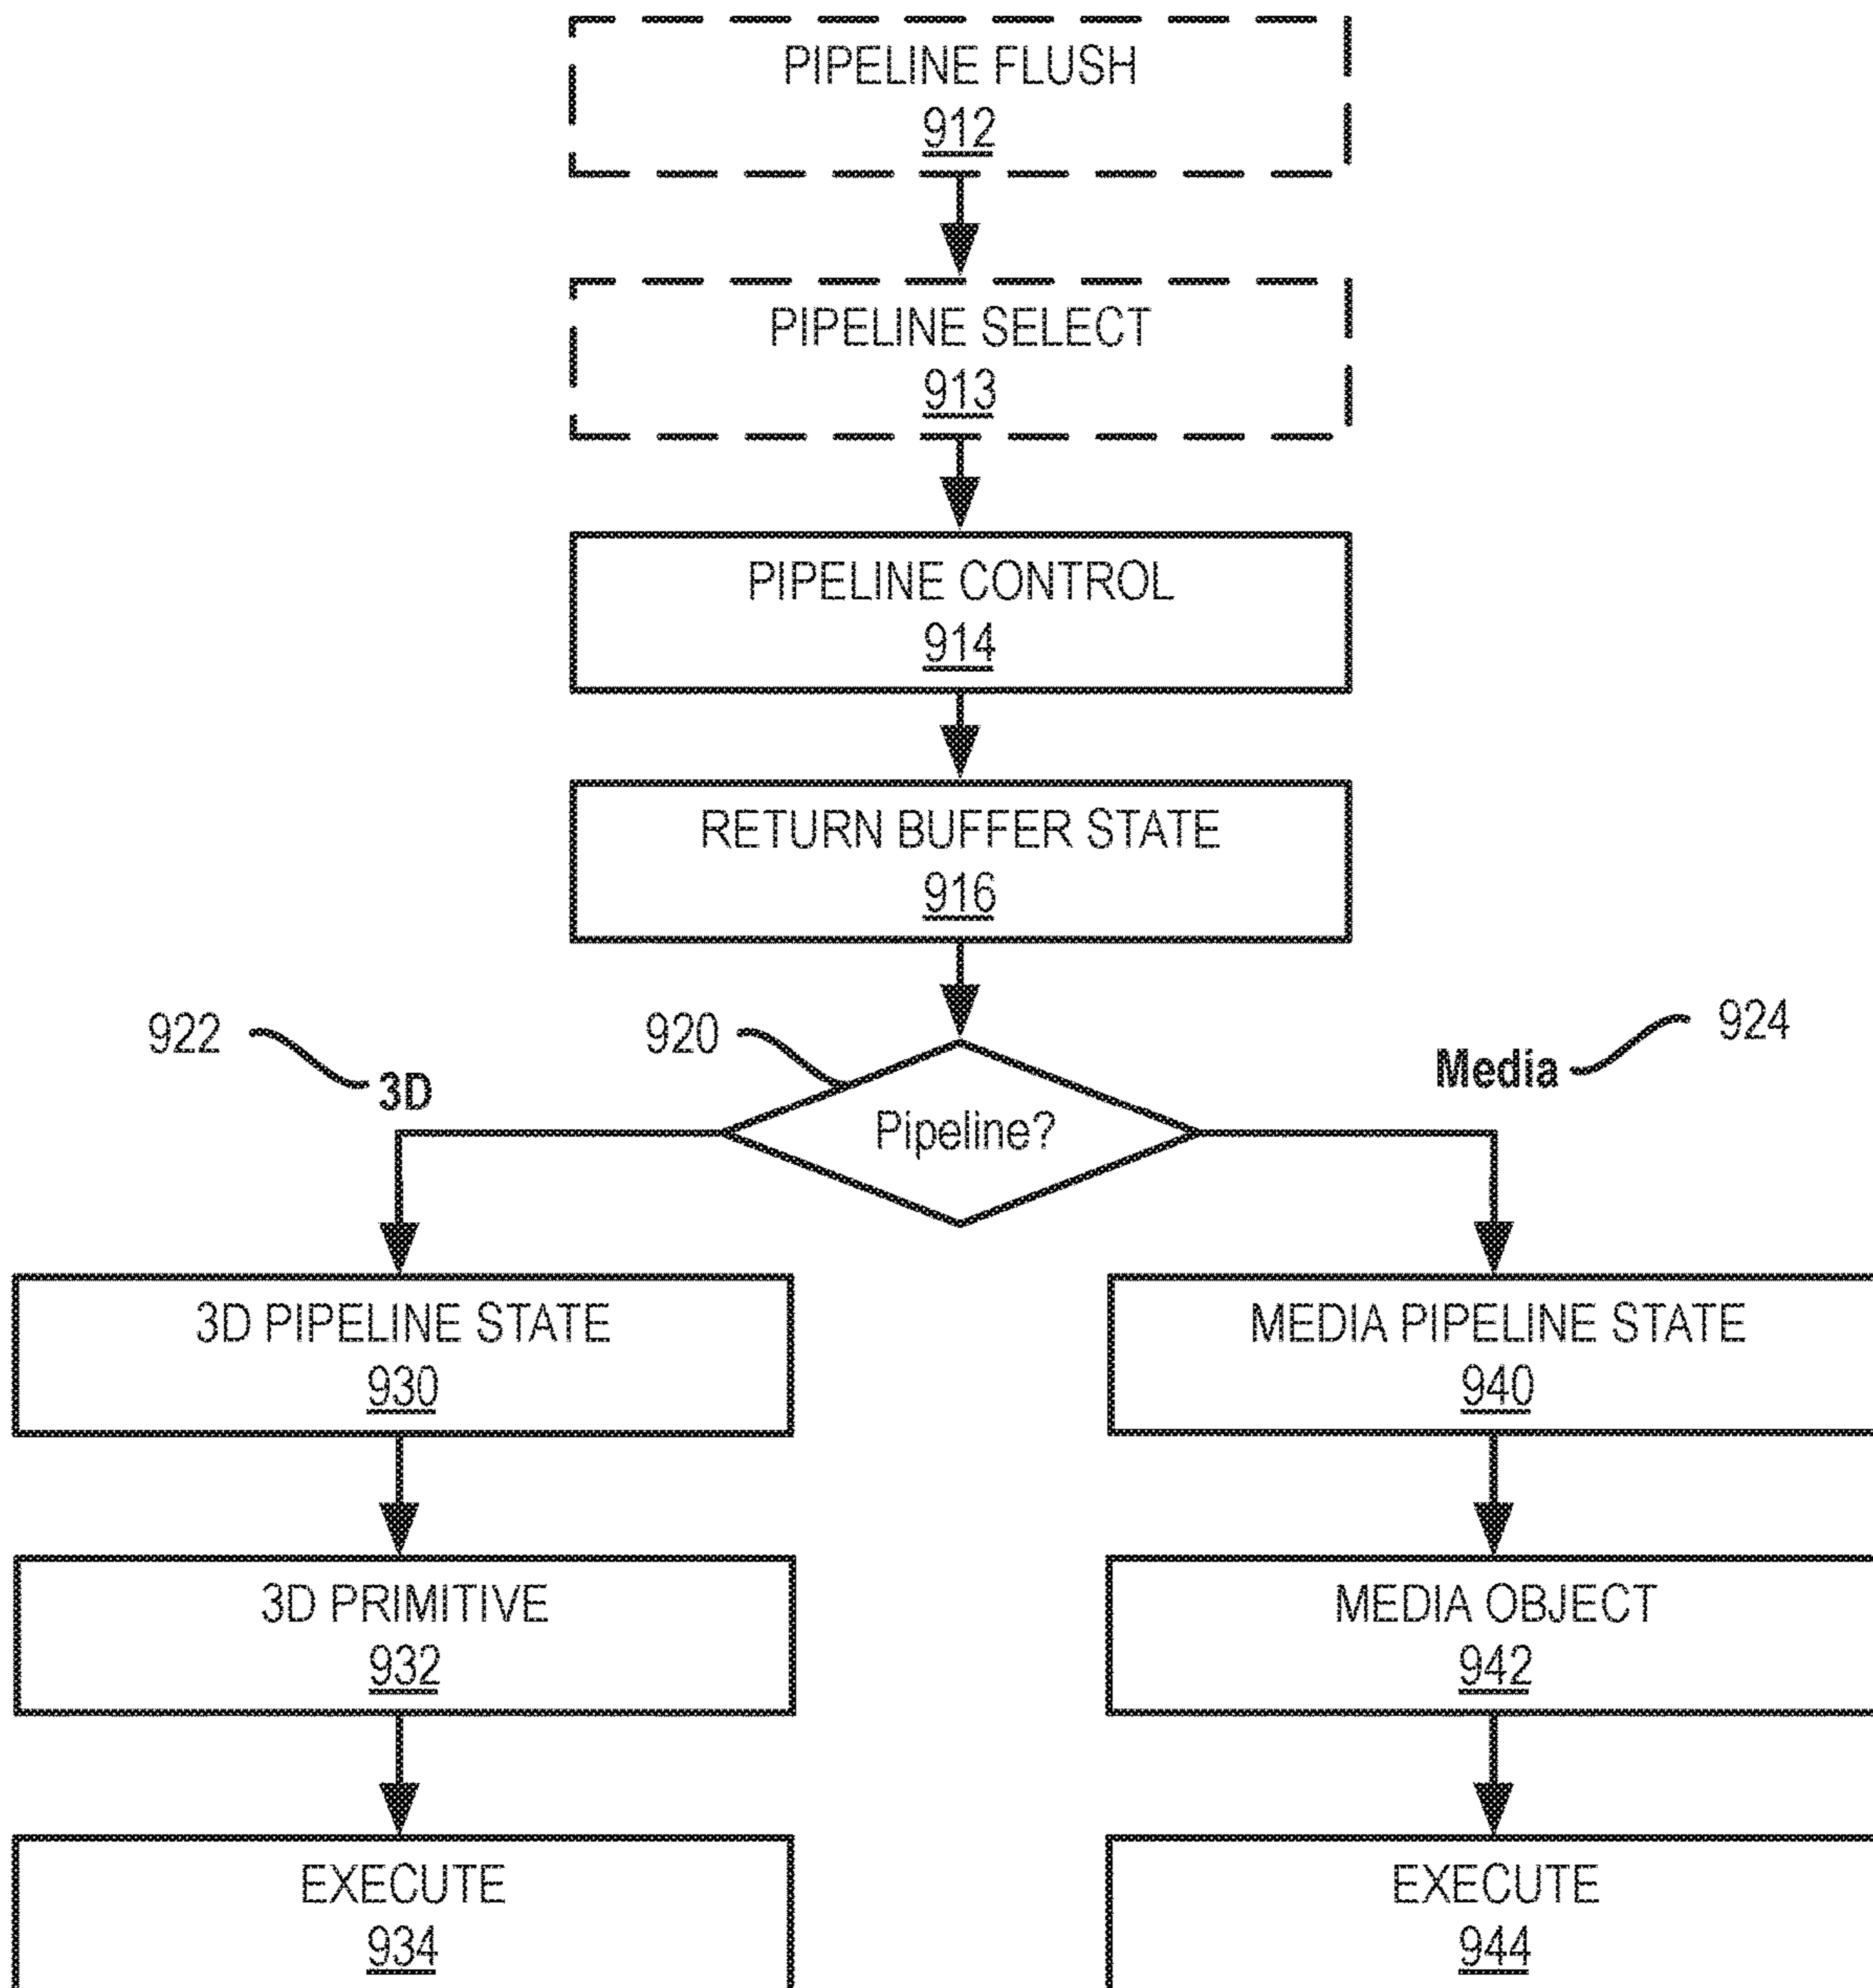 PIPELINE FLUSH
912
PIPELINE SELECT
913
PIPELINE CONTROL
914
RETURN BUFFER STATE
916
922
3D
920
Pipeline?
Media
924
3D PIPELINE STATE
930
MEDIA PIPELINE STATE
940
3D PRIMITIVE
932
MEDIA OBJECT
942
EXECUTE
934
EXECUTE
944